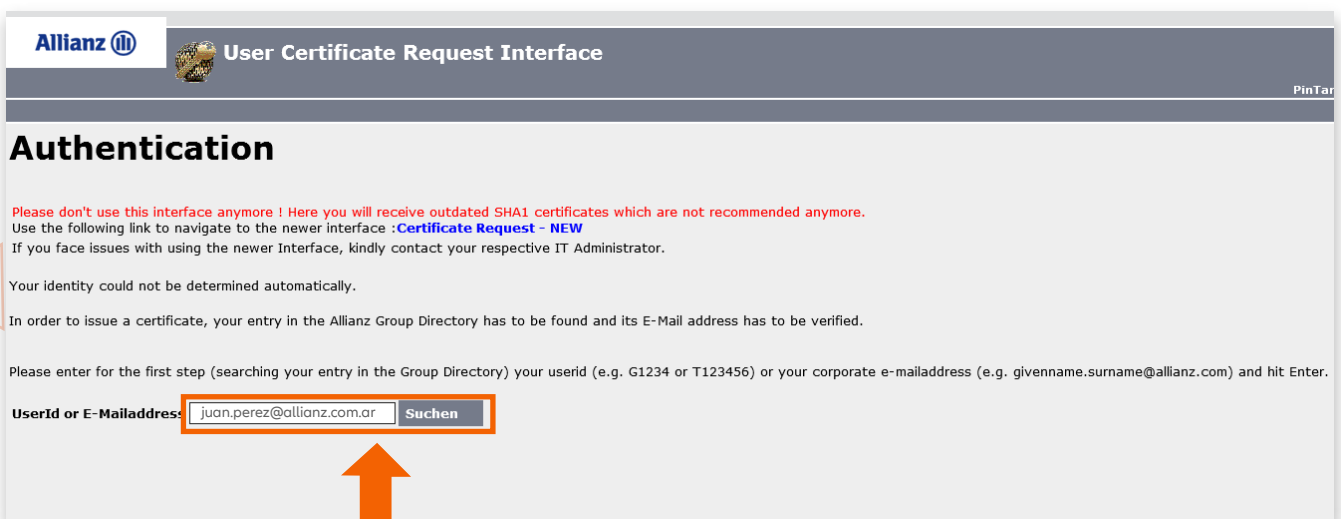 Allianz
User Certificate Request Interface
PinTar
Authentication
Please don't use this interface anymore ! Here you will receive outdated SHA1 certificates which are not recommended anymore.
Use the following link to navigate to the newer interface :Certificate Request - NEW
If you face issues with using the newer Interface, kindly contact your respective IT Administrator.
Your identity could not be determined automatically.
In order to issue a certificate, your entry in the Allianz Group Directory has to be found and its E-Mail address has to be verified.
Please enter for the first step (searching your entry in the Group Directory) your userid (e.g. G1234 or T123456) or your corporate e-mailaddress (e.g. givenname.surname@allianz.com) and hit Enter.
UserId or E-Mailaddress juan.perez@allianz.com.ar Suchen